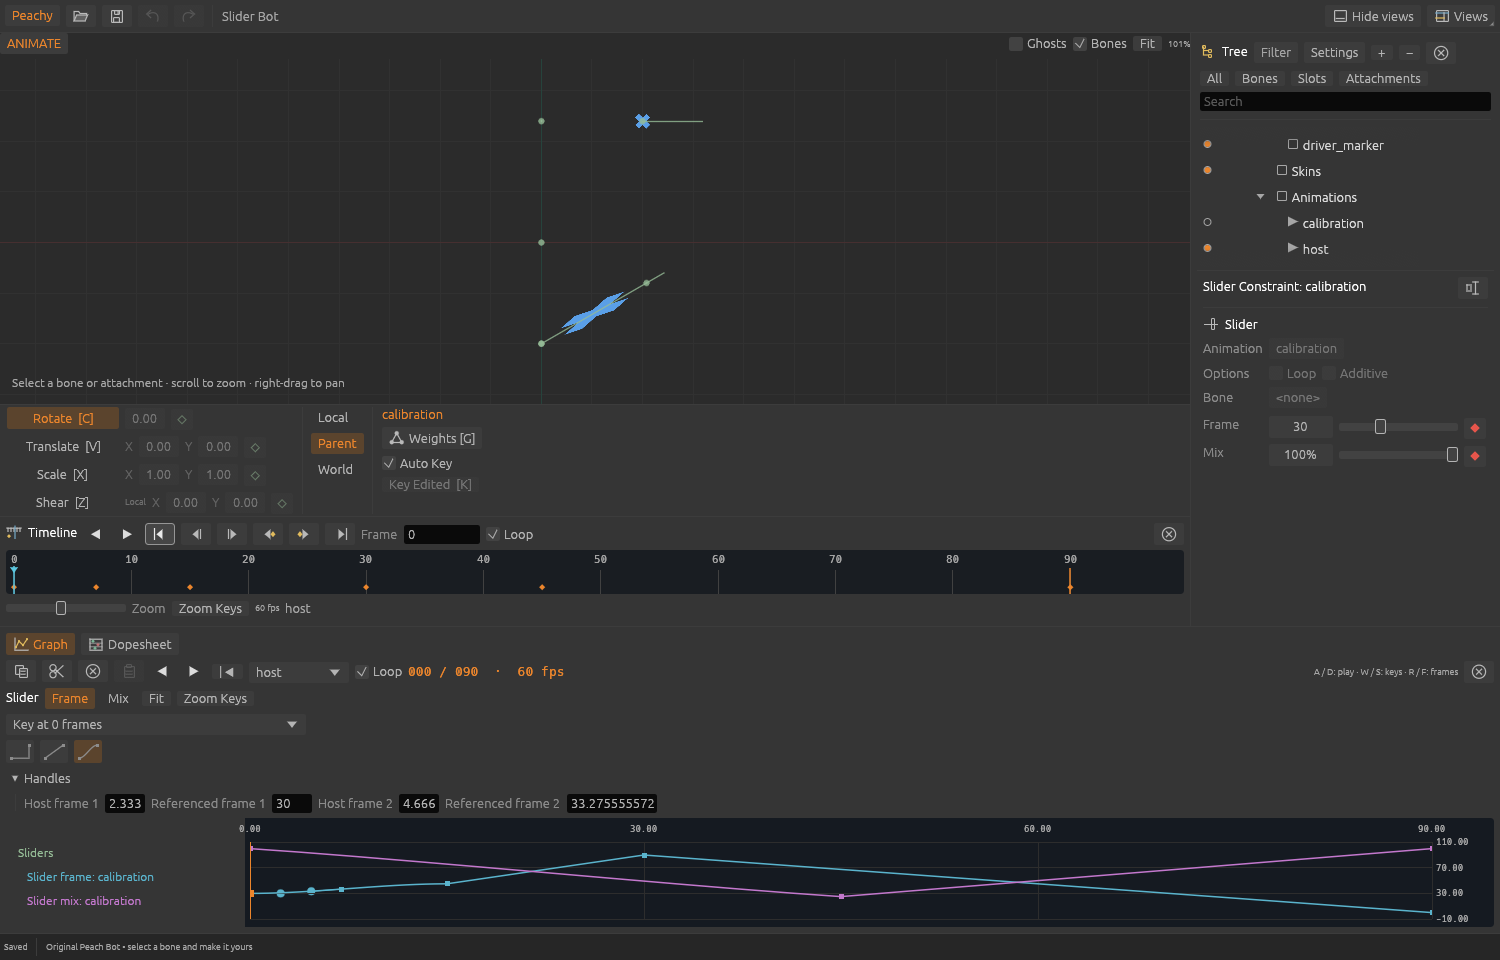 Peachy Slider Bot Hide views Views
ANIMATE Ghosts Bones Fit 101%
Tree Filter Settings + −
All Bones Slots Attachments
Search
driver_marker
Skins
Animations
calibration
host
Slider Constraint: calibration
Slider
Animation calibration
Options Loop Additive
Bone <none>
Frame 30
Mix 100%
Select a bone or attachment · scroll to zoom · right-drag to pan
Rotate [C] 0.00 Local calibration
Translate [V] X 0.00 Y 0.00 Parent Weights [G]
Scale [X] X 1.00 Y 1.00 World Auto Key
Key Edited [K]
Shear [Z] Local X 0.00 Y 0.00
Timeline Frame 0 Loop
0 10 20 30 40 50 60 70 80 90
Zoom Zoom Keys 60 fps host
Graph Dopesheet
host Loop 000 / 090 · 60 fps A / D: play · W / S: keys · R / F: frames
Slider Frame Mix Fit Zoom Keys
Key at 0 frames
Handles
Host frame 1 2.333 Referenced frame 1 30 Host frame 2 4.666 Referenced frame 2 33.275555572
0.00 30.00 60.00 90.00
110.00
Sliders
70.00
Slider frame: calibration
30.00
Slider mix: calibration
-10.00
Saved Original Peach Bot • select a bone and make it yours